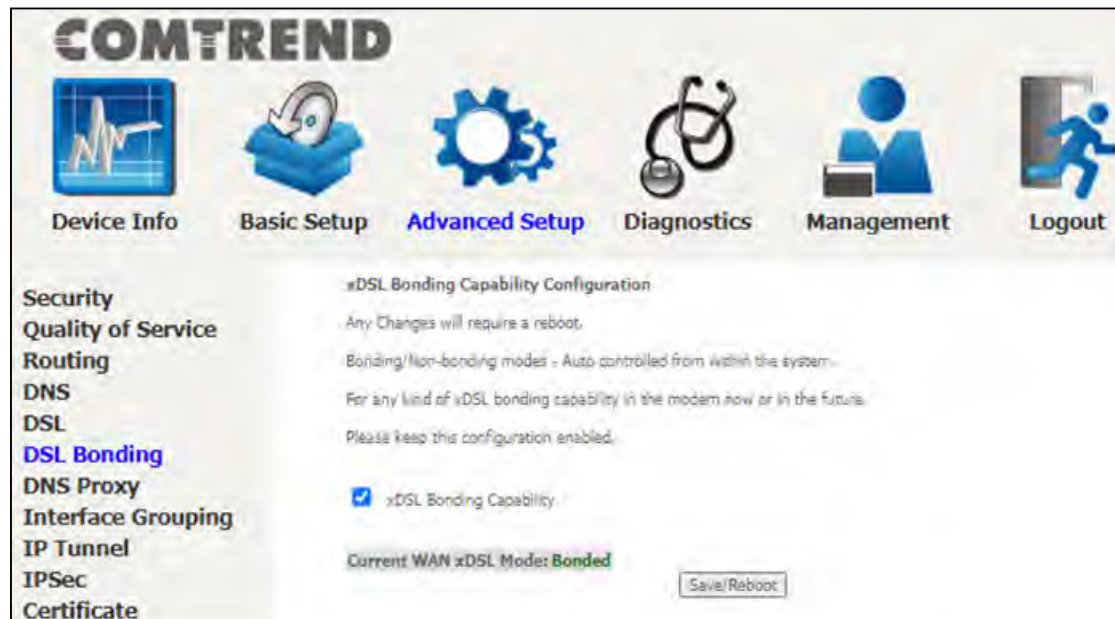 COMTREND
Device Info
Basic Setup
Advanced Setup
Diagnostics
Management
Logout
Security
Quality of Service
Routing
DNS
DSL
DSL Bonding
DNS Proxy
Interface Grouping
IP Tunnel
IPSec
Certificate
xDSL Bonding Capability Configuration
Any Changes will require a reboot.
Bonding/Non-bonding modes - Auto controlled from within the system.
For any kind of xDSL bonding capability in the modem now or in the future.
Please keep this configuration enabled.
xDSL Bonding Capability
Current WAN xDSL Mode: Bonded
Save/Reboot